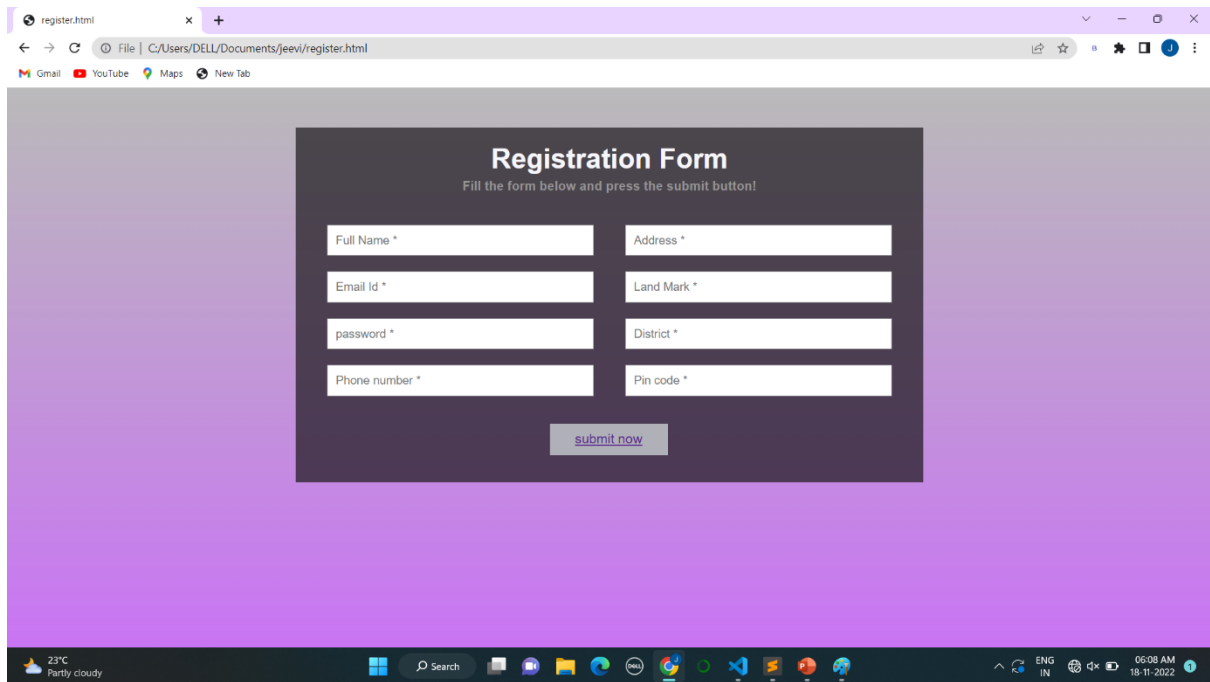 register.html
File | C:/Users/DELL/Documents/jeevi/register.html
J
Gmail YouTube Maps New Tab
Registration Form
Fill the form below and press the submit button!
Full Name * Address *
Email Id * Land Mark *
password * District *
Phone number * Pin code *
submit now
23°C
Partly cloudy
Search
ENG
IN
06:08 AM
18-11-2022
1